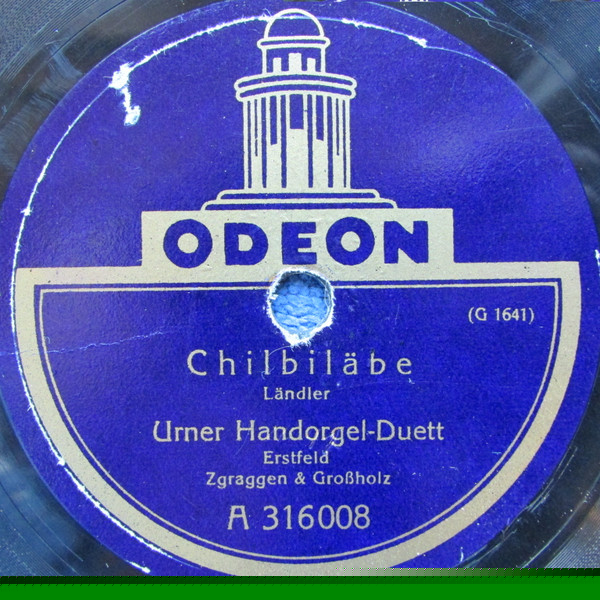 ODEON
(G 1641)
Chilbiläbe
Ländler
Urner Handorgel-Duett
Erstfeld
Zgraggen & Großholz
A 316008